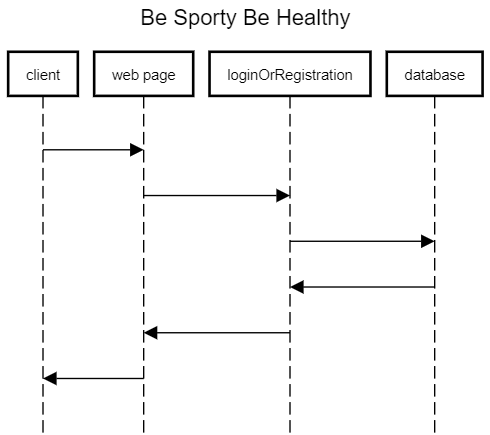 Be Sporty Be Healthy
client
web page
loginOrRegistration
database